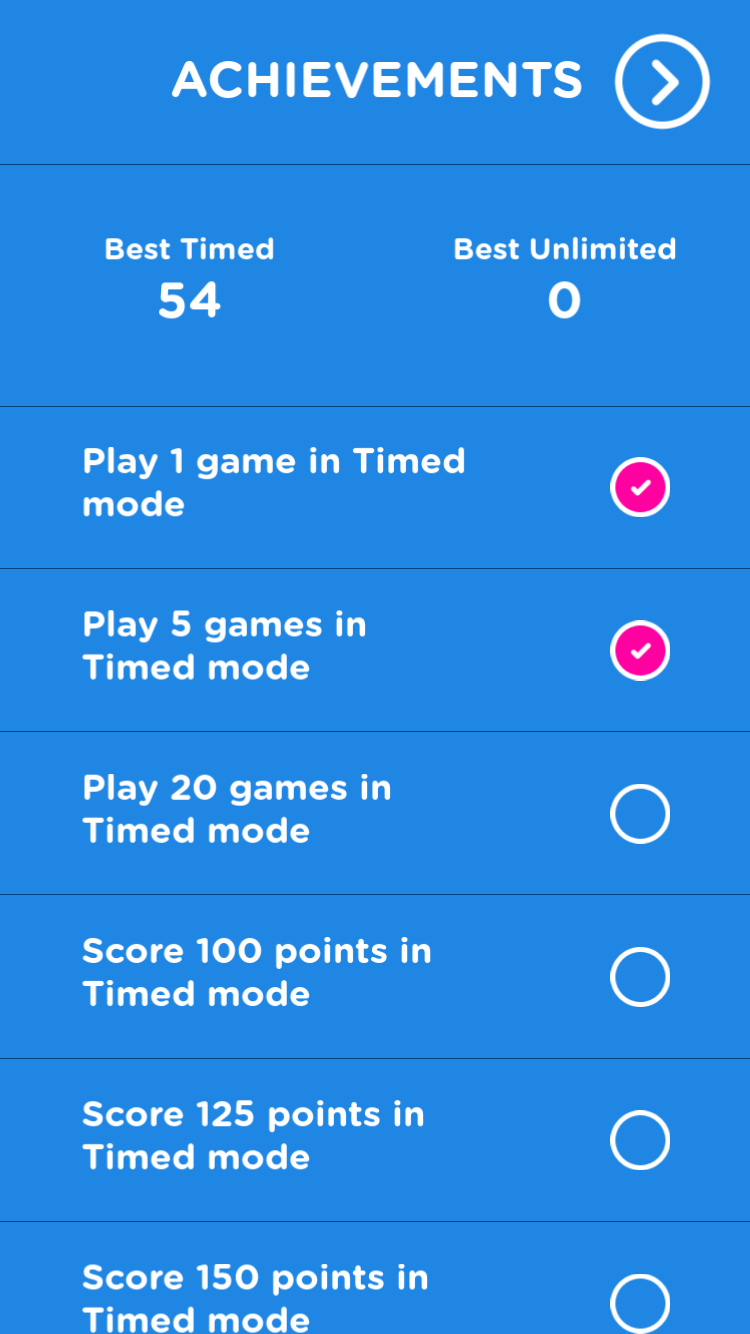 ACHIEVEMENTS
Best Timed
54
Best Unlimited
0
Play 1 game in Timed
mode
Play 5 games in
Timed mode
Play 20 games in
Timed mode
Score 100 points in
Timed mode
Score 125 points in
Timed mode
Score 150 points in
Timed mode